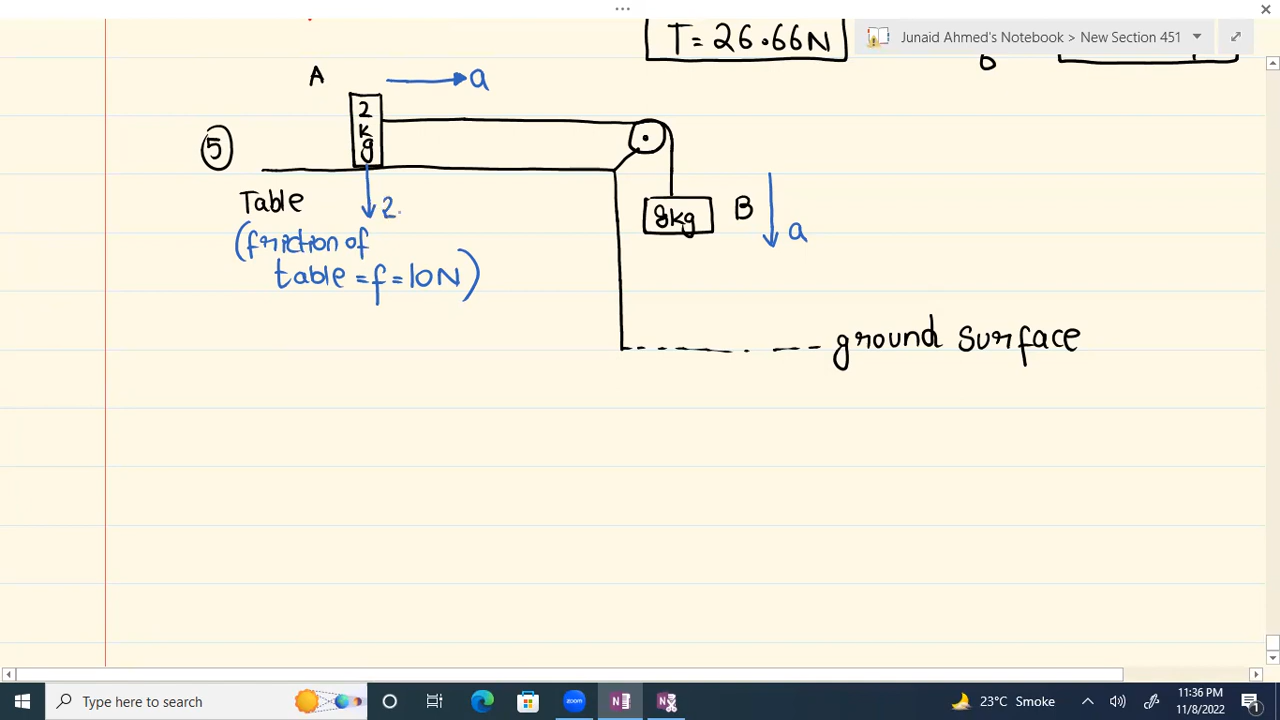 T = 26.66N
Junaid Ahmed's Notebook > New Section 451
A
a
2
K
g
5
8kg
B
Table
2.
a
(friction of
table = f = 10N)
ground surface
Type here to search
23°C Smoke
11:36 PM
11/8/2022
1